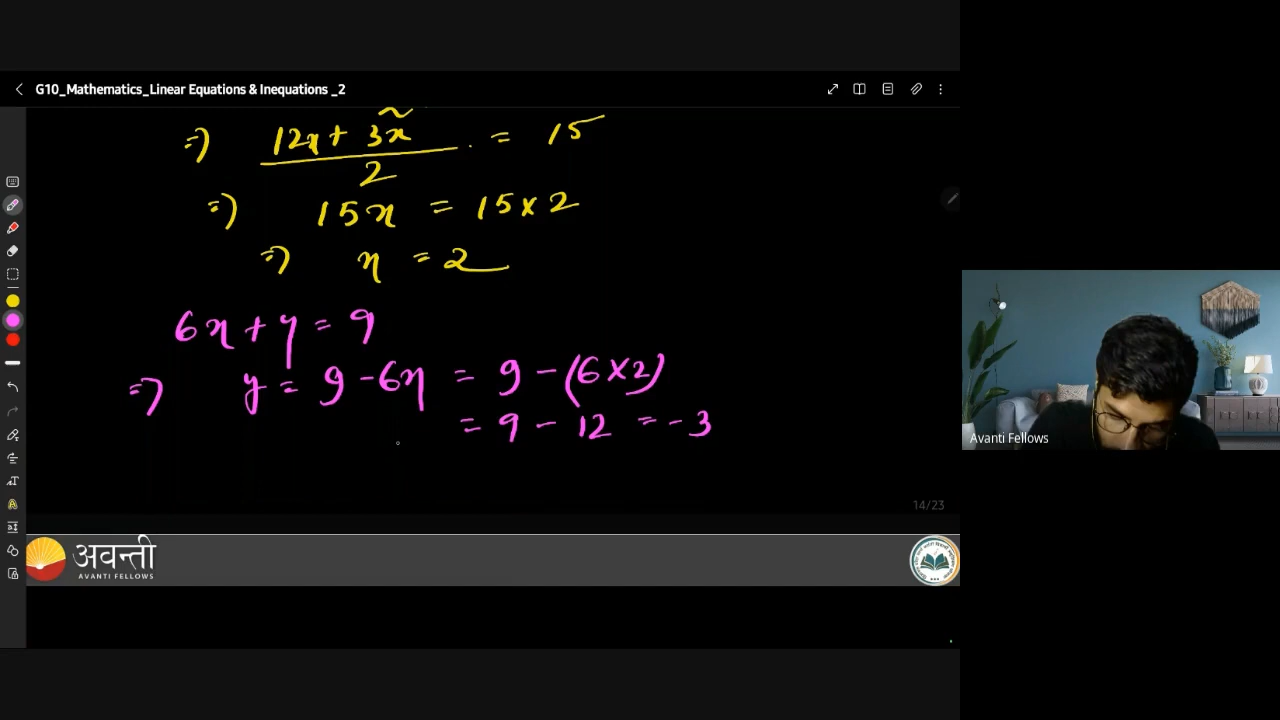 G10_Mathematics_Linear Equations & Inequations _2
=) (12x + 3x)/2 = 15
=) 15x = 15 × 2
=) x = 2
6x + y = 9
=) y = 9 - 6x = 9 - (6 × 2)
= 9 - 12 = -3
14/23
अवन्ती
AVANTI FELLOWS
Avanti Fellows